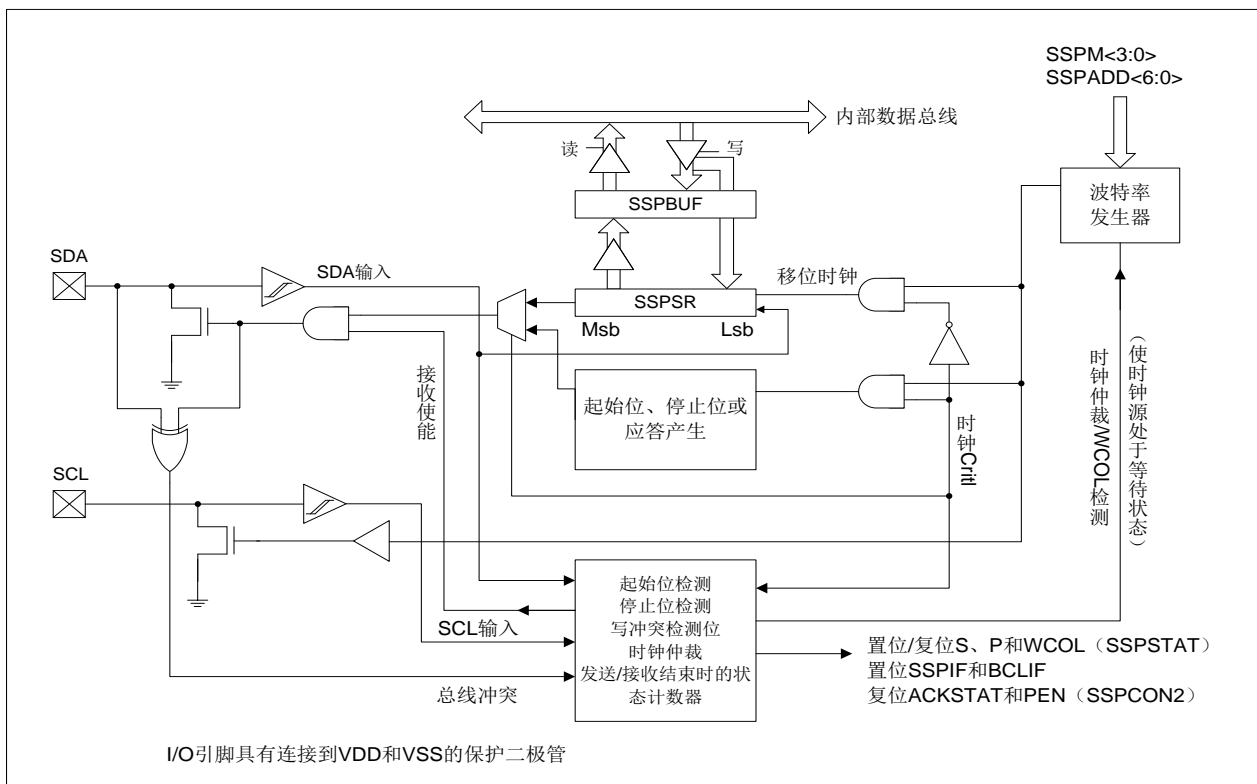 SSPM<3:0>
SSPADD<6:0>
内部数据总线
读
写
SSPBUF
波特率
发生器
SDA
SDA输入
移位时钟
SSPSR
Msb
Lsb
接收使能
起始位、停止位或
应答产生
时钟Critl
时钟仲裁/WCOL检测
(使时钟源处于等待状态)
SCL
SCL输入
起始位检测
停止位检测
写冲突检测位
时钟仲裁
发送/接收结束时的状
态计数器
总线冲突
置位/复位S、P和WCOL（SSPSTAT）
置位SSPIF和BCLIF
复位ACKSTAT和PEN（SSPCON2）
I/O引脚具有连接到VDD和VSS的保护二极管